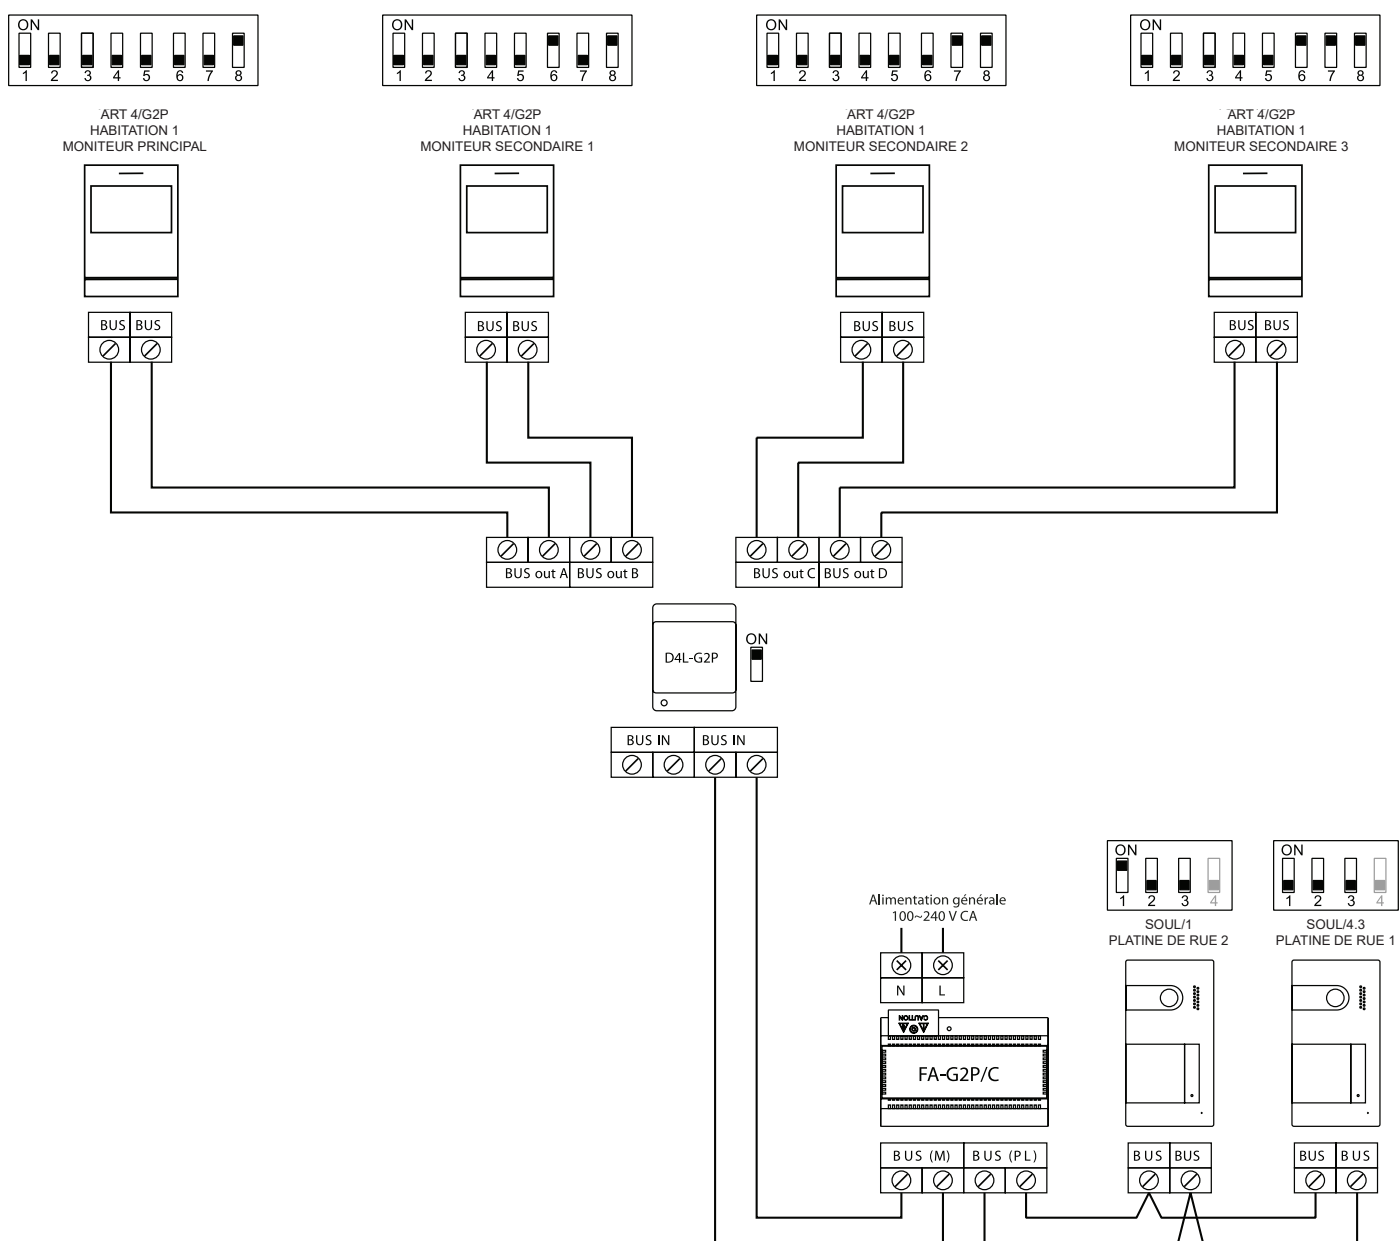 ON
1 2 3 4 5 6 7 8
ART 4/G2P
HABITATION 1
MONITEUR PRINCIPAL
BUS BUS
ON
1 2 3 4 5 6 7 8
ART 4/G2P
HABITATION 1
MONITEUR SECONDAIRE 1
BUS BUS
ON
1 2 3 4 5 6 7 8
ART 4/G2P
HABITATION 1
MONITEUR SECONDAIRE 2
BUS BUS
ON
1 2 3 4 5 6 7 8
ART 4/G2P
HABITATION 1
MONITEUR SECONDAIRE 3
BUS BUS
BUS out A BUS out B
BUS out C BUS out D
D4L-G2P
ON
BUS IN BUS IN
Alimentation générale
100~240 V CA
N L
CAUTION
FA-G2P/C
BUS (M) BUS (PL)
ON
1 2 3 4
SOUL/1
PLATINE DE RUE 2
BUS BUS
ON
1 2 3 4
SOUL/4.3
PLATINE DE RUE 1
BUS BUS